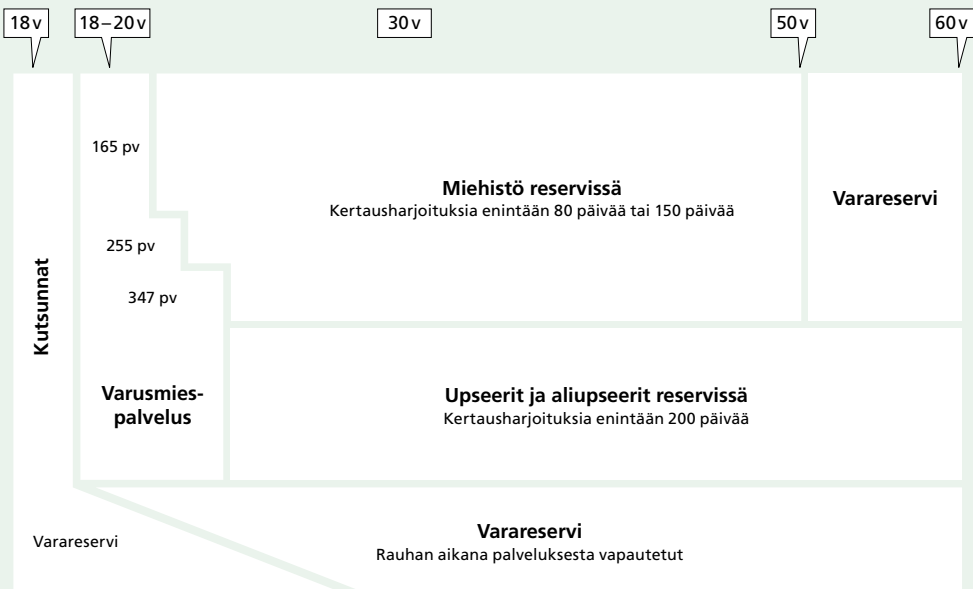 18 v
18–20 v
30 v
50 v
60 v
Kutsunnat
165 pv
255 pv
347 pv
Varusmies-
palvelus
Miehistö reservissä
Kertausharjoituksia enintään 80 päivää tai 150 päivää
Varareservi
Upseerit ja aliupseerit reservissä
Kertausharjoituksia enintään 200 päivää
Varareservi
Varareservi
Rauhan aikana palveluksesta vapautetut